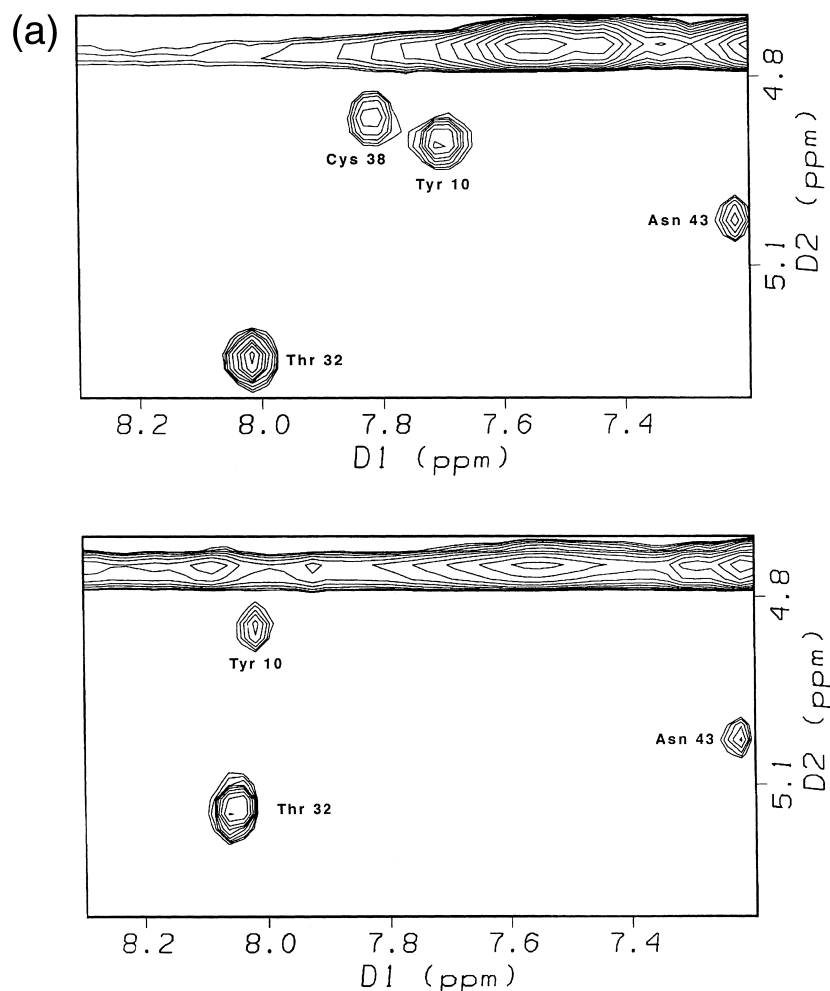 (a)
4.8
Cys 38
Tyr 10
Asn 43
5.1
D2 (ppm)
Thr 32
8.2 8.0 7.8 7.6 7.4
D1 (ppm)
4.8
Tyr 10
Asn 43
5.1
D2 (ppm)
Thr 32
8.2 8.0 7.8 7.6 7.4
D1 (ppm)